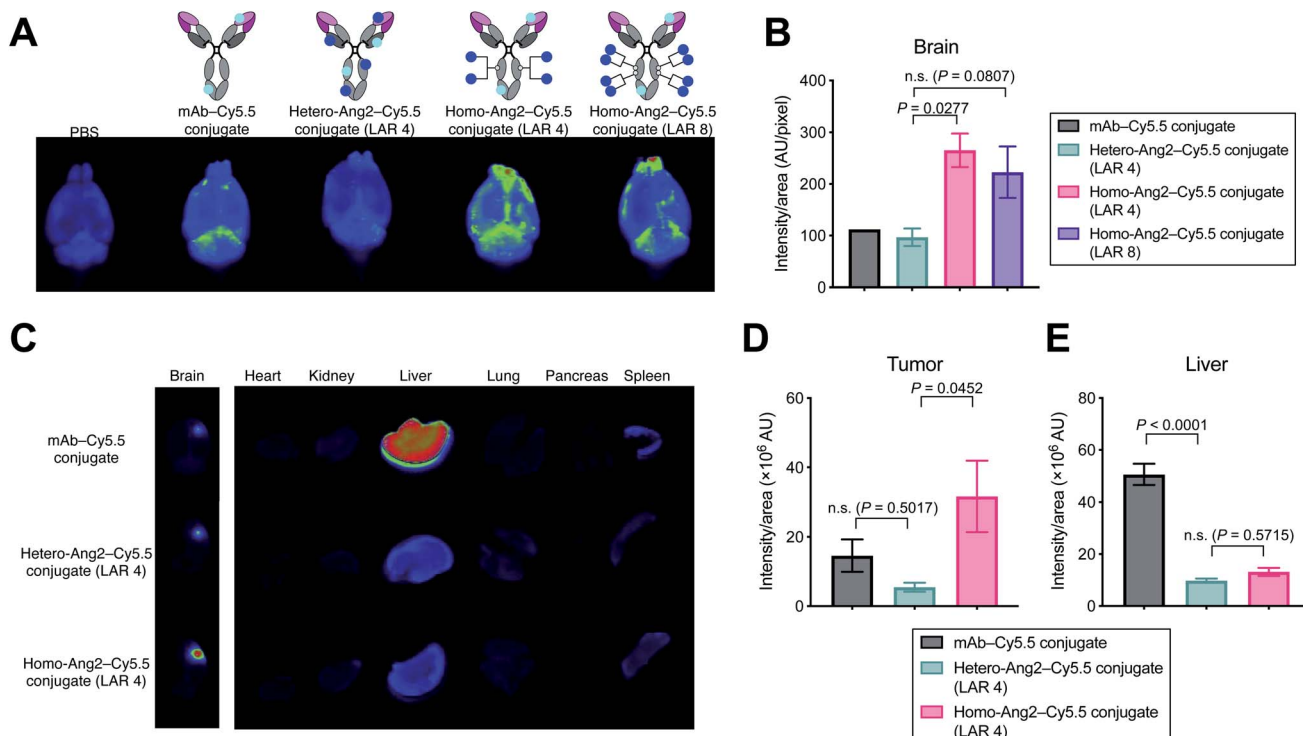 A
PBS
mAb–Cy5.5
conjugate
Hetero-Ang2–Cy5.5
conjugate (LAR 4)
Homo-Ang2–Cy5.5
conjugate (LAR 4)
Homo-Ang2–Cy5.5
conjugate (LAR 8)
B
Brain
n.s. (P = 0.0807)
P = 0.0277
Intensity/area (AU/pixel)
400
300
200
100
0
mAb–Cy5.5 conjugate
Hetero-Ang2–Cy5.5 conjugate
(LAR 4)
Homo-Ang2–Cy5.5 conjugate
(LAR 4)
Homo-Ang2–Cy5.5 conjugate
(LAR 8)
C
Brain
Heart
Kidney
Liver
Lung
Pancreas
Spleen
mAb–Cy5.5
conjugate
Hetero-Ang2–Cy5.5
conjugate (LAR 4)
Homo-Ang2–Cy5.5
conjugate (LAR 4)
D
Tumor
P = 0.0452
n.s. (P = 0.5017)
Intensity/area (×10⁶ AU)
60
40
20
0
E
Liver
P < 0.0001
n.s. (P = 0.5715)
Intensity/area (×10⁶ AU)
80
60
40
20
0
mAb–Cy5.5 conjugate
Hetero-Ang2–Cy5.5 conjugate
(LAR 4)
Homo-Ang2–Cy5.5 conjugate
(LAR 4)